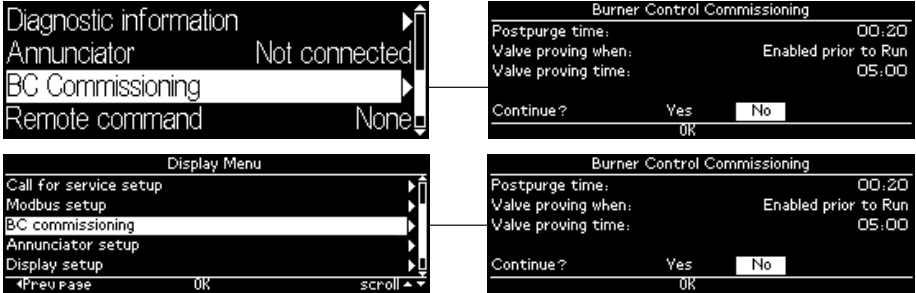 Diagnostic information
Annunciator Not connected
BC Commissioning
Remote command None
Burner Control Commissioning
Postpurge time: 00:20
Valve proving when: Enabled prior to Run
Valve proving time: 05:00
Continue? Yes No
OK
Display Menu
Call for service setup
Modbus setup
BC commissioning
Annunciator setup
Display setup
Prev Page OK scroll
Burner Control Commissioning
Postpurge time: 00:20
Valve proving when: Enabled prior to Run
Valve proving time: 05:00
Continue? Yes No
OK